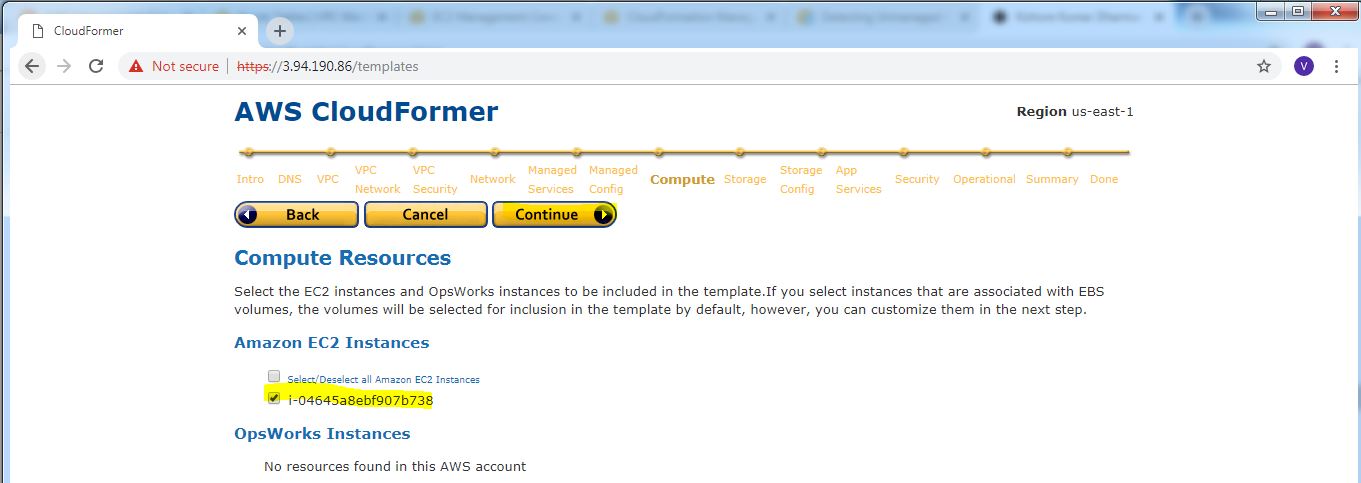 CloudFormer
Not secure | https://3.94.190.86/templates
V
AWS CloudFormer
Region us-east-1
Intro
DNS
VPC
VPC
Network
VPC
Security
Network
Managed
Services
Managed
Config
Compute
Storage
Storage
Config
App
Services
Security
Operational
Summary
Done
Back
Cancel
Continue
Compute Resources
Select the EC2 instances and OpsWorks instances to be included in the template.If you select instances that are associated with EBS
volumes, the volumes will be selected for inclusion in the template by default, however, you can customize them in the next step.
Amazon EC2 Instances
Select/Deselect all Amazon EC2 Instances
i-04645a8ebf907b738
OpsWorks Instances
No resources found in this AWS account